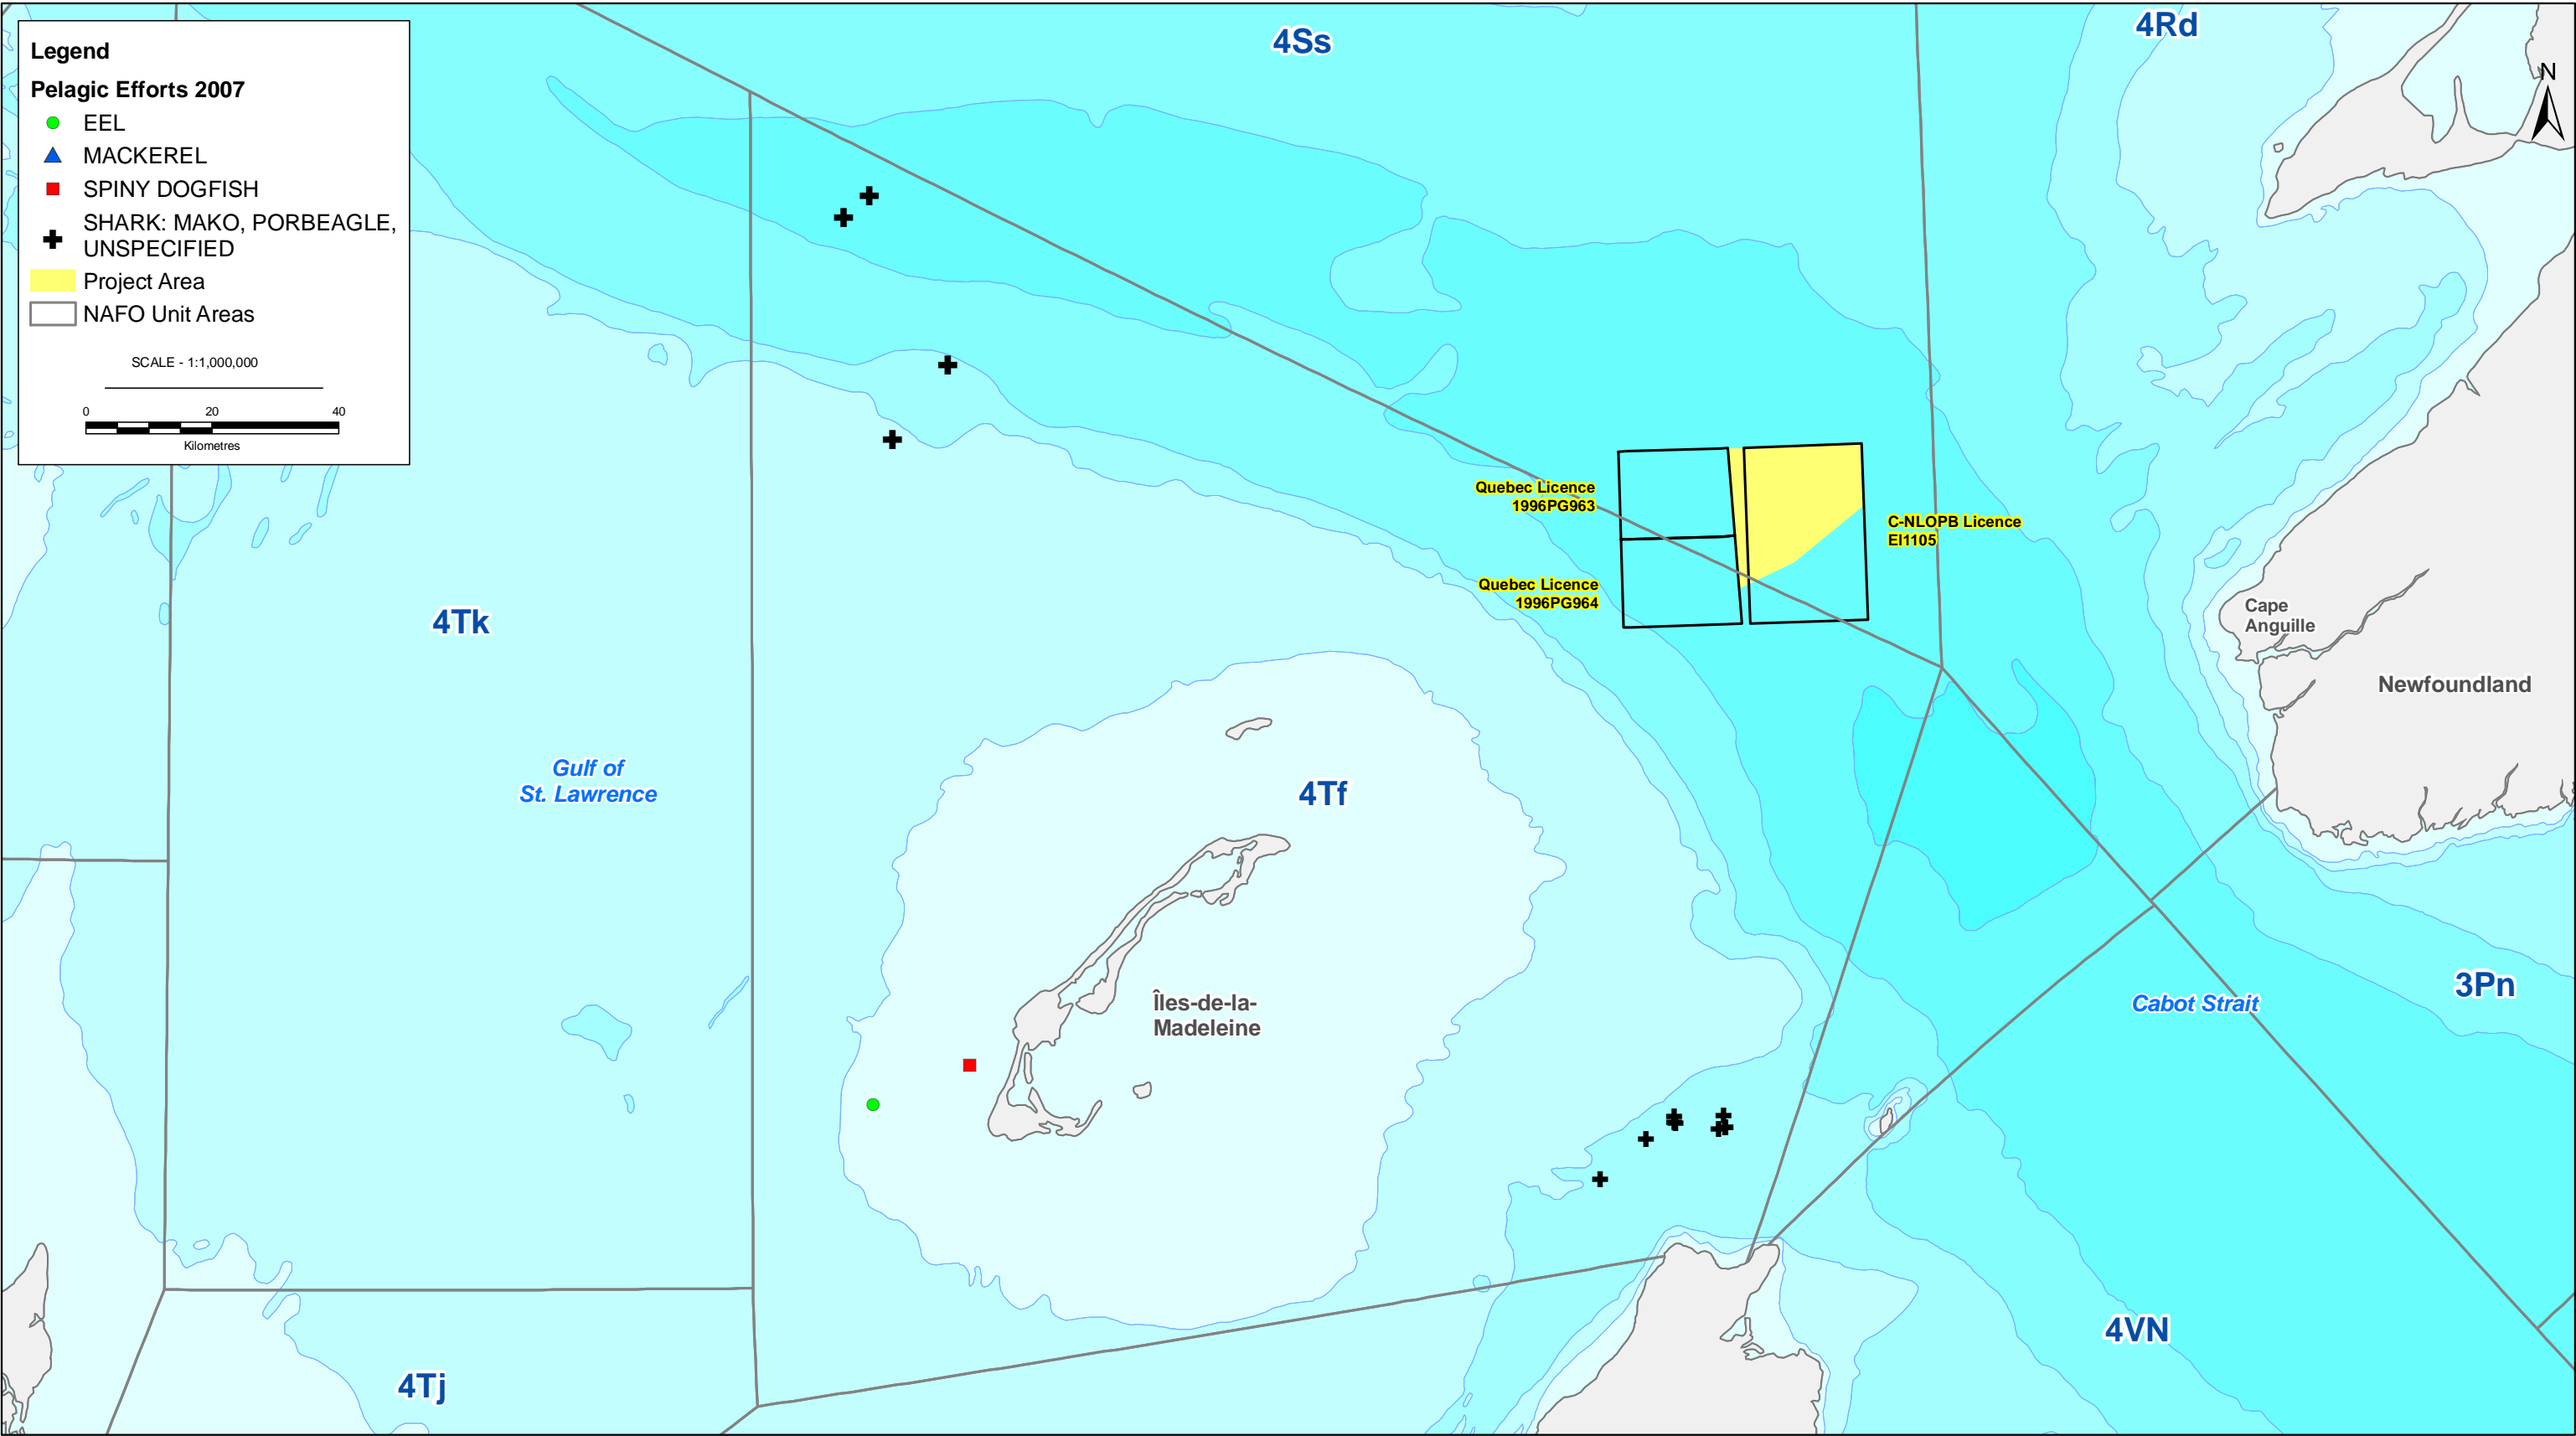 Legend
Pelagic Efforts 2007
EEL
MACKEREL
SPINY DOGFISH
SHARK: MAKO, PORBEAGLE,
UNSPECIFIED
Project Area
NAFO Unit Areas
SCALE - 1:1,000,000
0 20 40
Kilometres
4Ss
4Rd
N
Quebec Licence
1996PG963
C-NLOPB Licence
EI1105
Quebec Licence
1996PG964
4Tk
Cape
Anguille
Newfoundland
Gulf of
St. Lawrence
4Tf
Îles-de-la-
Madeleine
Cabot Strait
3Pn
4VN
4Tj